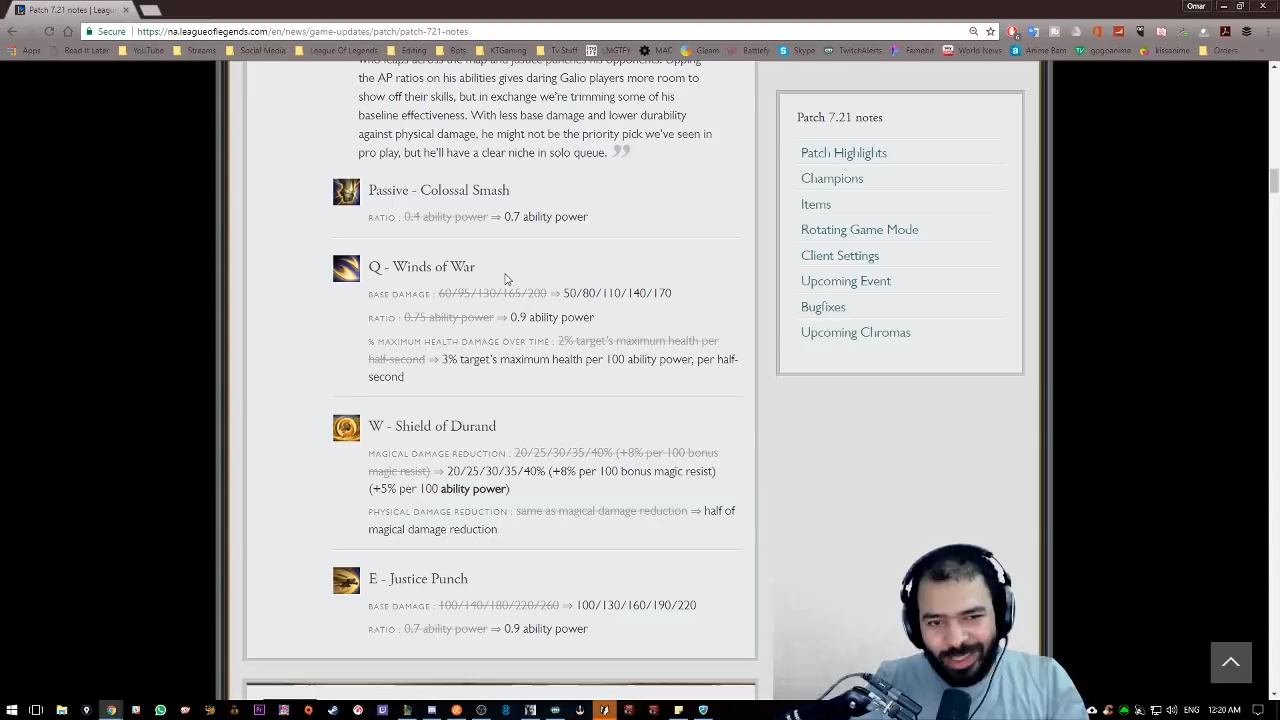 Patch 7.21 notes | Leagu
Omar
Secure
https://na.leagueoflegends.com/en/news/game-updates/patch/patch-721-notes
Apps
Read It Later
YouTube
Streams
Social Media
League Of Legends
Editing
Bots
KTGaming
Tv Stuff
LMGTFY
MAC
Gleam
Battlefy
Skype
TwitchAlerts
Famebit
World News
Anime Bans
gogoanime
kissanime
Orders
who leaps across the map and justice punches his opponents. Upping
the AP ratios on his abilities gives daring Galio players more room to
show off their skills, but in exchange we're trimming some of his
baseline effectiveness. With less base damage and lower durability
against physical damage, he might not be the priority pick we've seen in
pro play, but he'll have a clear niche in solo queue.
Passive - Colossal Smash
RATIO : 0.4 ability power ⇒ 0.7 ability power
Q - Winds of War
BASE DAMAGE : 60/95/130/165/200 ⇒ 50/80/110/140/170
RATIO : 0.75 ability power ⇒ 0.9 ability power
% MAXIMUM HEALTH DAMAGE OVER TIME : 2% target's maximum health per
half-second ⇒ 3% target's maximum health per 100 ability power, per half-
second
W - Shield of Durand
MAGICAL DAMAGE REDUCTION : 20/25/30/35/40% (+8% per 100 bonus
magic resist) ⇒ 20/25/30/35/40% (+8% per 100 bonus magic resist)
(+5% per 100 ability power)
PHYSICAL DAMAGE REDUCTION : same as magical damage reduction ⇒ half of
magical damage reduction
E - Justice Punch
BASE DAMAGE : 100/140/180/220/260 ⇒ 100/130/160/190/220
RATIO : 0.7 ability power ⇒ 0.9 ability power
Patch 7.21 notes
Patch Highlights
Champions
Items
Rotating Game Mode
Client Settings
Upcoming Event
Bugfixes
Upcoming Chromas
ENG
12:20 AM